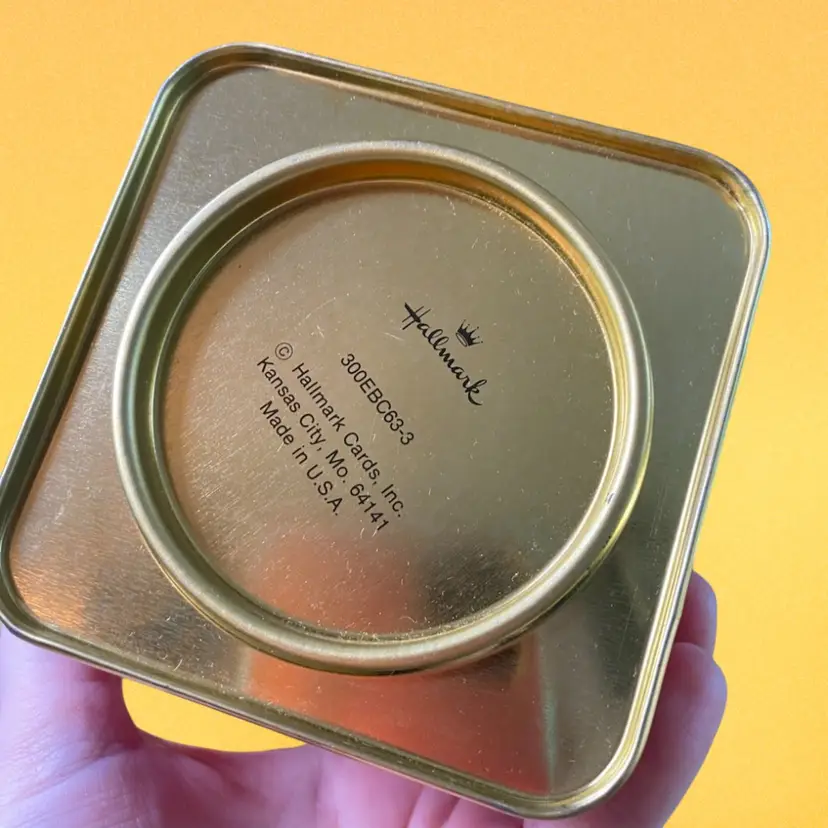 Hallmark
300EBC63-3
© Hallmark Cards, Inc.
Kansas City, Mo. 64141
Made in U.S.A.